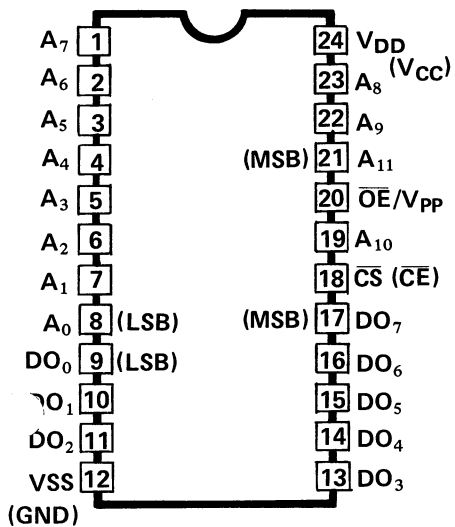 A₇ 1 24 VDD
A₆ 2 23 A₈ (VCC)
A₅ 3 22 A₉
A₄ 4 (MSB) 21 A₁₁
A₃ 5 20 OE/VPP
A₂ 6 19 A₁₀
A₁ 7 18 CS (CE)
A₀ 8 (LSB) (MSB) 17 DO₇
DO₀ 9 (LSB) 16 DO₆
DO₁ 10 15 DO₅
DO₂ 11 14 DO₄
VSS 12 13 DO₃
(GND)